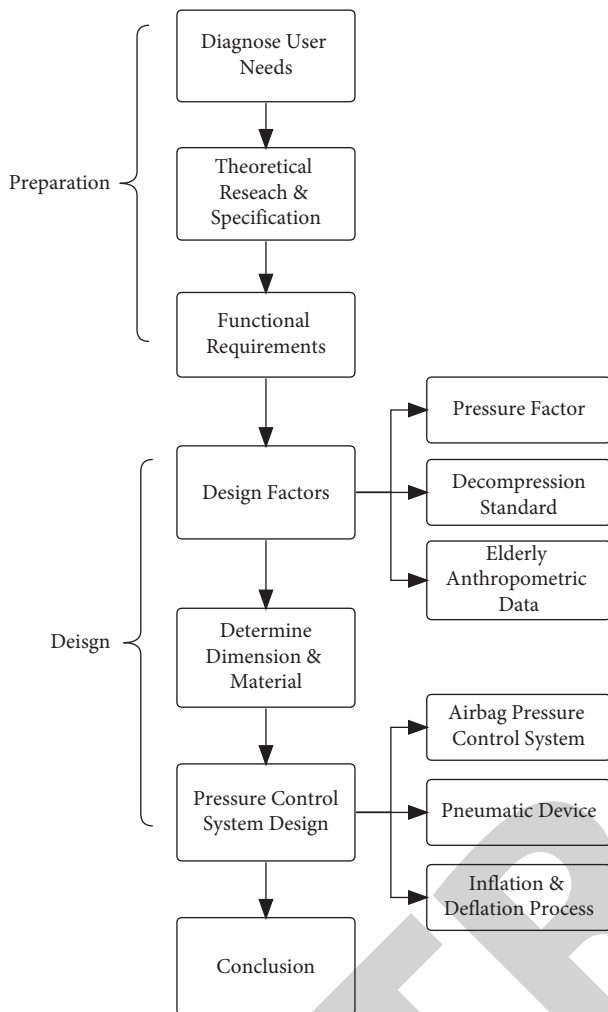 Diagnose User
Needs
Preparation
Theoretical
Reseach &
Specification
Functional
Requirements
Pressure Factor
Design Factors
Decompression
Standard
Elderly
Anthropometric
Data
Deisgn
Determine
Dimension &
Material
Airbag Pressure
Control System
Pressure Control
System Design
Pneumatic Device
Inflation &
Deflation Process
Conclusion